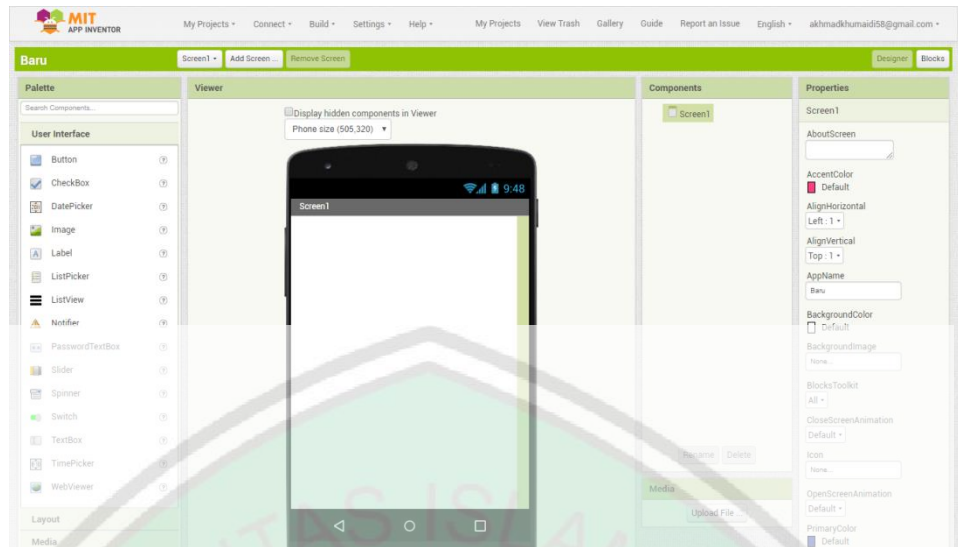 MIT
APP INVENTOR
My Projects Connect Build Settings Help My Projects View Trash Gallery Guide Report an Issue English akhmadkhumaidi58@gmail.com
Baru Screen1 Add Screen ... Remove Screen Designer Blocks
Palette
Search Components...
User Interface
Button
CheckBox
DatePicker
Image
Label
ListPicker
ListView
Notifier
PasswordTextBox
Slider
Spinner
Switch
TextBox
TimePicker
WebViewer
Layout
Media
Viewer
Display hidden components in Viewer
Phone size (505,320)
9:48
Screen1
Components
Screen1
Rename Delete
Media
Upload File ...
Properties
Screen1
AboutScreen
AccentColor
Default
AlignHorizontal
Left : 1
AlignVertical
Top : 1
AppName
Baru
BackgroundColor
Default
BackgroundImage
None...
BlocksToolkit
All
CloseScreenAnimation
Default
Icon
None...
OpenScreenAnimation
Default
PrimaryColor
Default